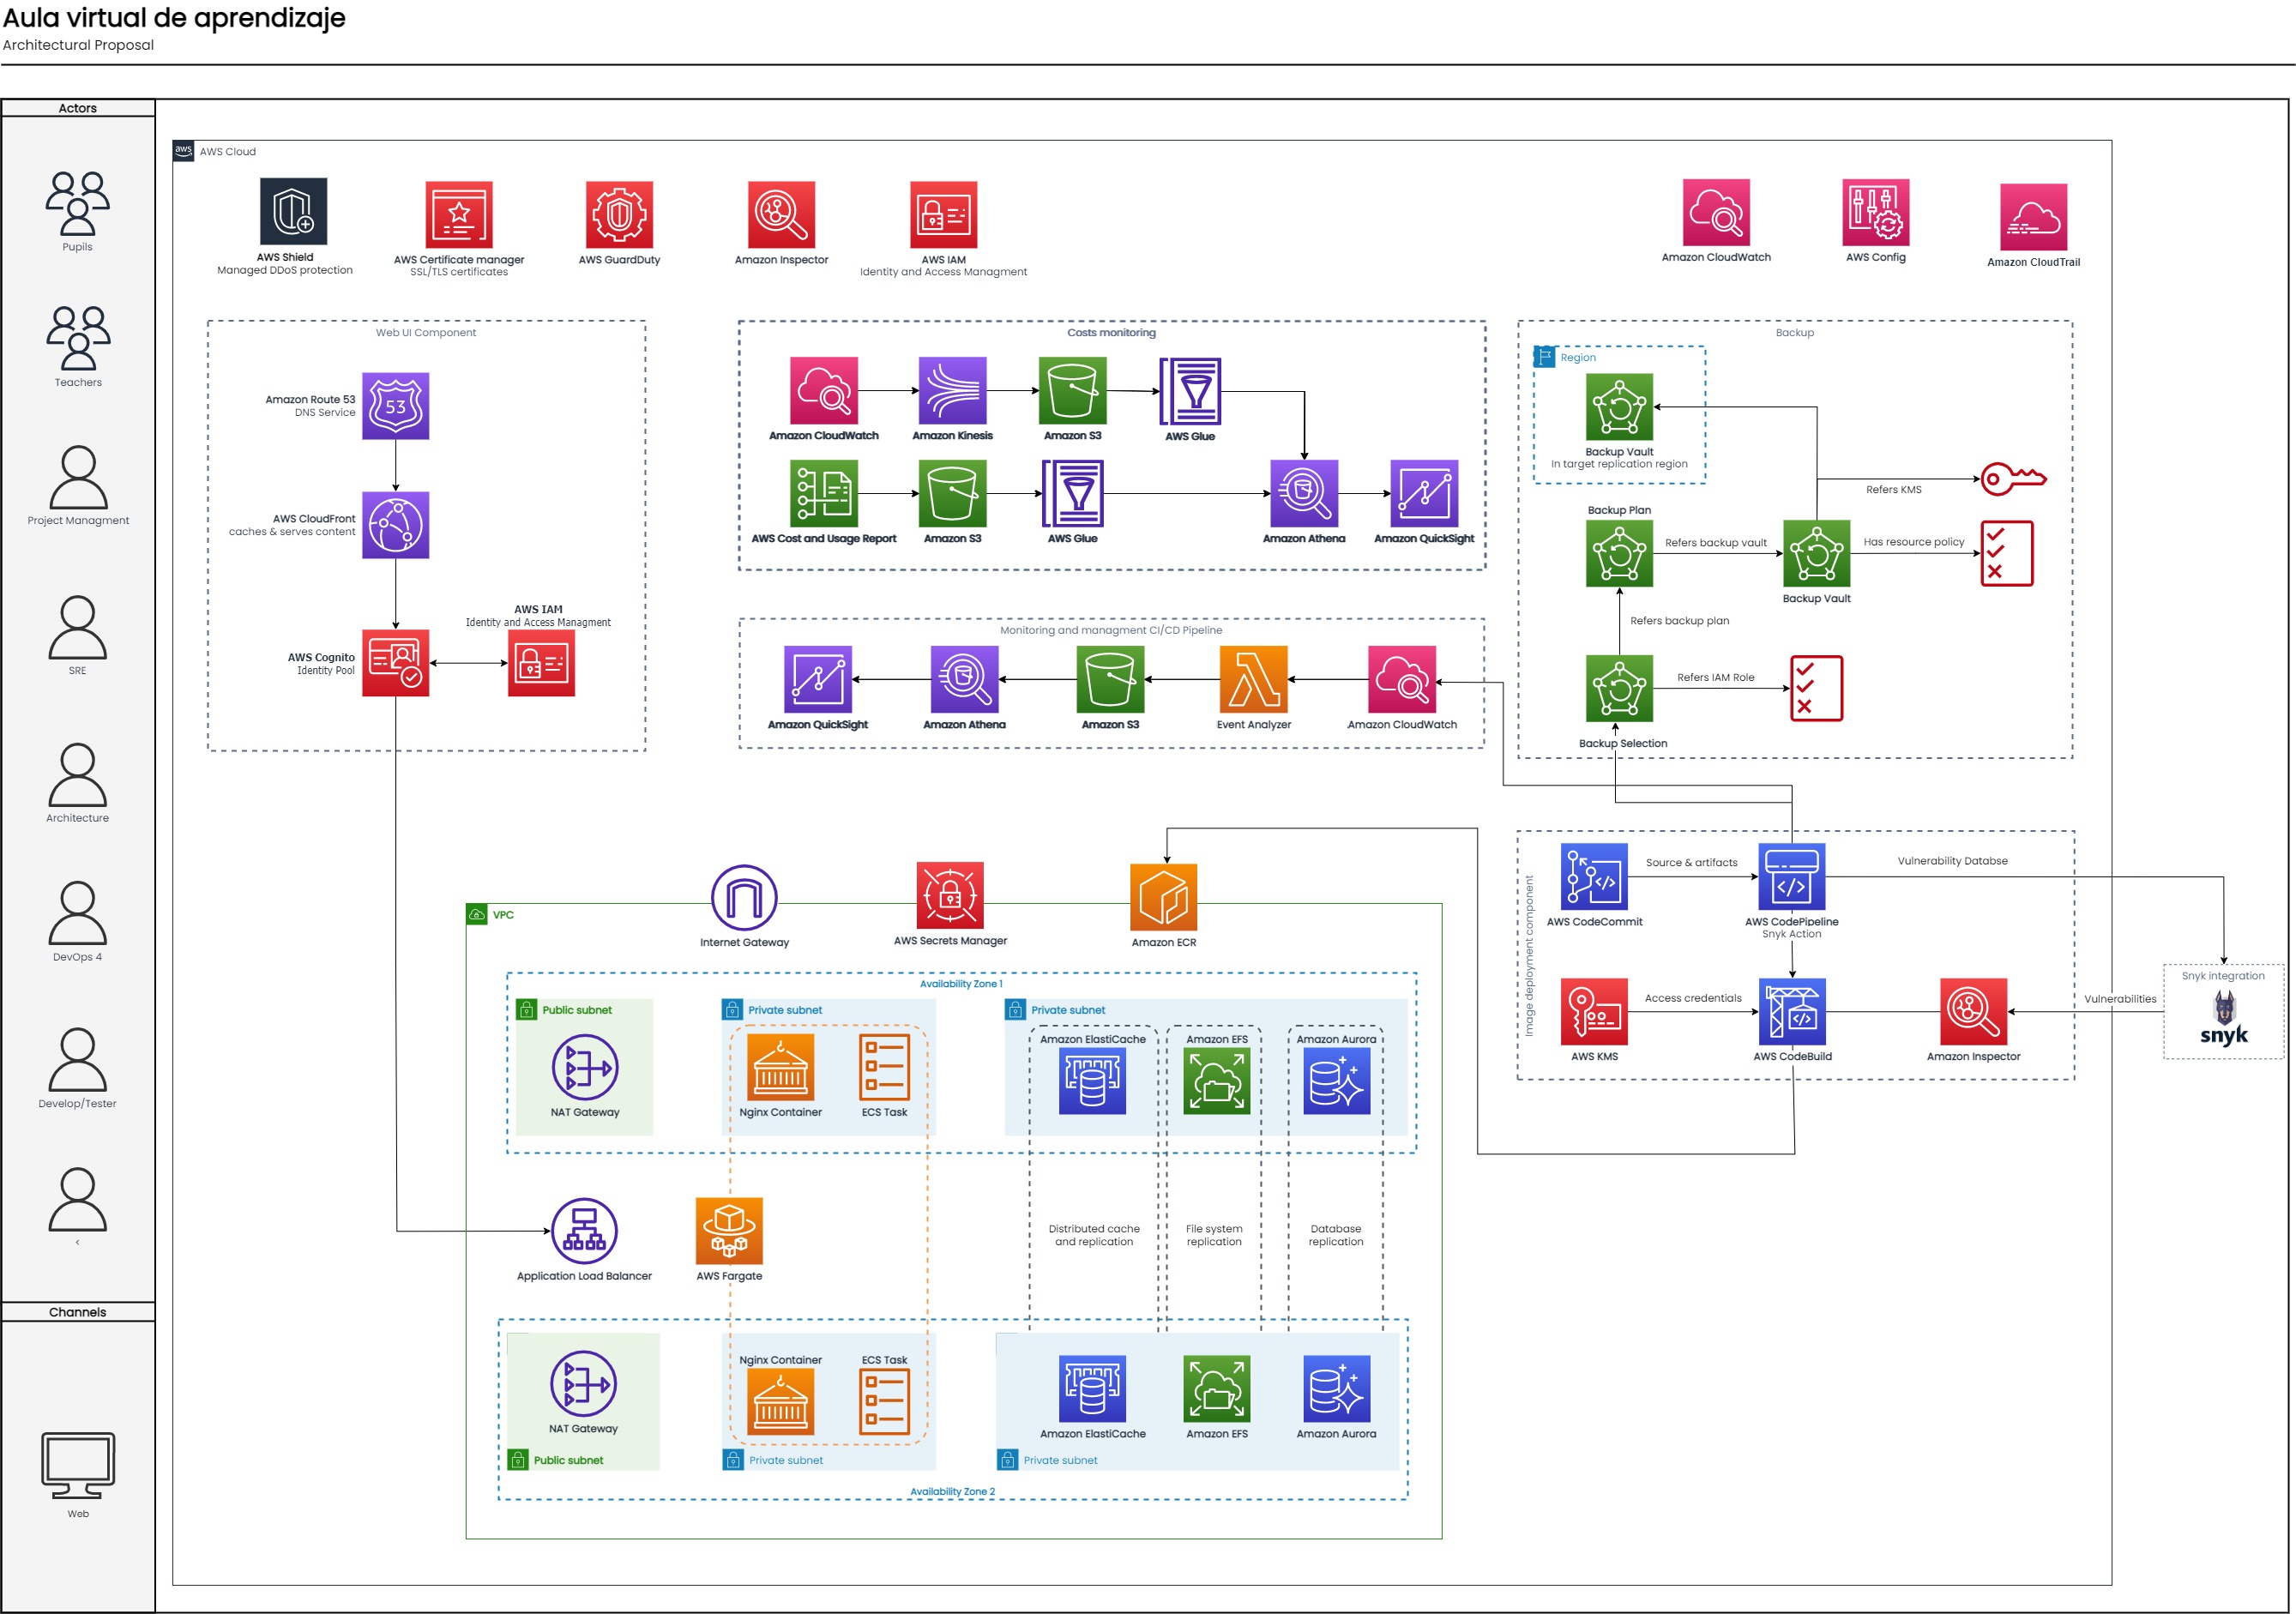 Aula virtual de aprendizaje
Architectural Proposal
Actors
Pupils
Teachers
Project Managment
SRE
Architecture
DevOps 4
Develop/Tester
<
Channels
Web
aws
AWS Cloud
AWS Shield
Managed DDoS protection
AWS Certificate manager
SSL/TLS certificates
AWS GuardDuty
Amazon Inspector
AWS IAM
Identity and Access Managment
Amazon CloudWatch
AWS Config
Amazon CloudTrail
Web UI Component
Amazon Route 53
DNS Service
53
AWS CloudFront
caches & serves content
AWS IAM
Identity and Access Managment
AWS Cognito
Identity Pool
Costs monitoring
Amazon CloudWatch
Amazon Kinesis
Amazon S3
AWS Glue
AWS Cost and Usage Report
Amazon S3
AWS Glue
Amazon Athena
Amazon QuickSight
Monitoring and managment CI/CD Pipeline
Amazon QuickSight
Amazon Athena
Amazon S3
Event Analyzer
Amazon CloudWatch
Backup
Region
Backup Vault
In target replication region
Refers KMS
Backup Plan
Refers backup vault
Has resource policy
Backup Vault
Refers backup plan
Refers IAM Role
Backup Selection
Image deployment component
Source & artifacts
Vulnerability Databse
AWS CodeCommit
AWS CodePipeline
Snyk Action
Access credentials
AWS KMS
AWS CodeBuild
Amazon Inspector
Vulnerabilities
Snyk integration
snyk
VPC
Internet Gateway
AWS Secrets Manager
Amazon ECR
Availability Zone 1
Public subnet
NAT Gateway
Private subnet
Nginx Container
ECS Task
Private subnet
Amazon ElastiCache
Amazon EFS
Amazon Aurora
Application Load Balancer
AWS Fargate
Distributed cache
and replication
File system
replication
Database
replication
NAT Gateway
Public subnet
Nginx Container
ECS Task
Private subnet
Amazon ElastiCache
Amazon EFS
Amazon Aurora
Private subnet
Availability Zone 2